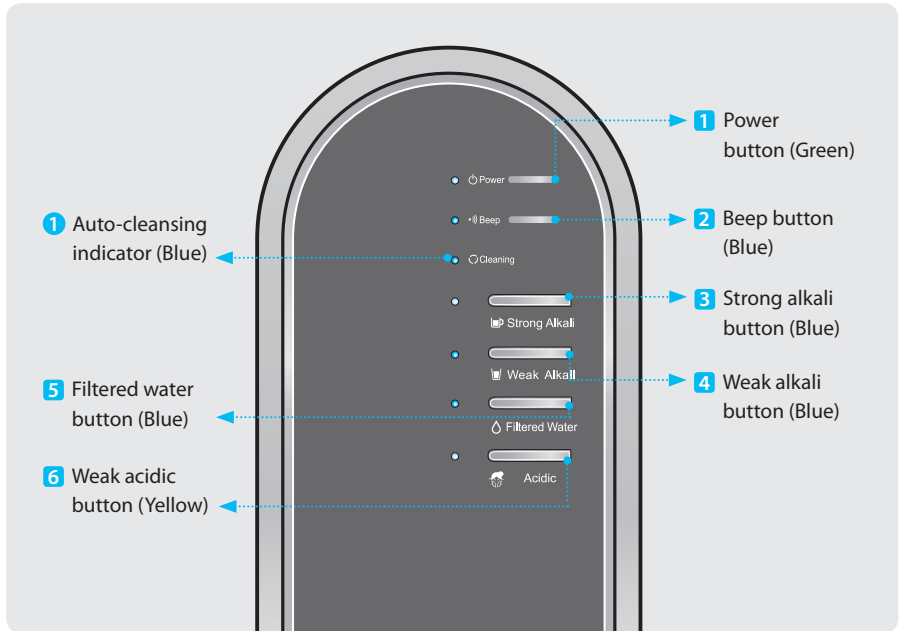 1 Power
button (Green)
Power
2 Beep button
(Blue)
Beep
1 Auto-cleansing
indicator (Blue)
Cleaning
3 Strong alkali
button (Blue)
Strong Alkali
4 Weak alkali
button (Blue)
Weak Alkali
5 Filtered water
button (Blue)
Filtered Water
6 Weak acidic
button (Yellow)
Acidic